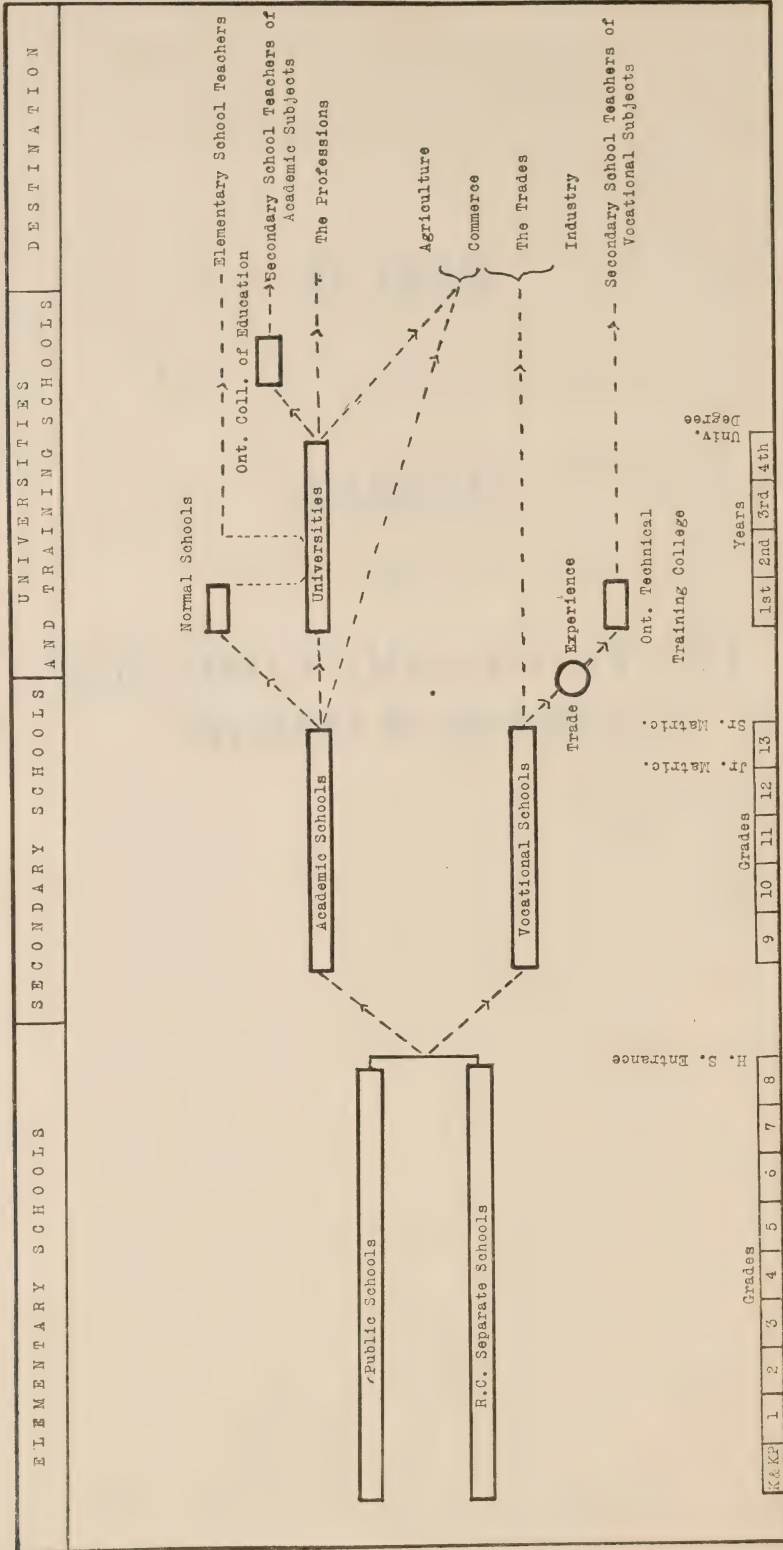 ELEMENTARY SCHOOLS
SECONDARY SCHOOLS
UNIVERSITIES
AND TRAINING SCHOOLS
DESTINATION
Public Schools
R.C. Separate Schools
Academic Schools
Vocational Schools
Normal Schools
Universities
Ont. Coll. of Education
Trade Experience
Ont. Technical
Training College
Elementary School Teachers
Secondary School Teachers of
Academic Subjects
The Professions
Agriculture
Commerce
The Trades
Industry
Secondary School Teachers of
Vocational Subjects
H. S. Entrance
Jr. Matric.
Sr. Matric.
Univ.
Degree
Grades
K & KP 1 2 3 4 5 6 7 8
Grades
9 10 11 12 13
Years
1st 2nd 3rd 4th